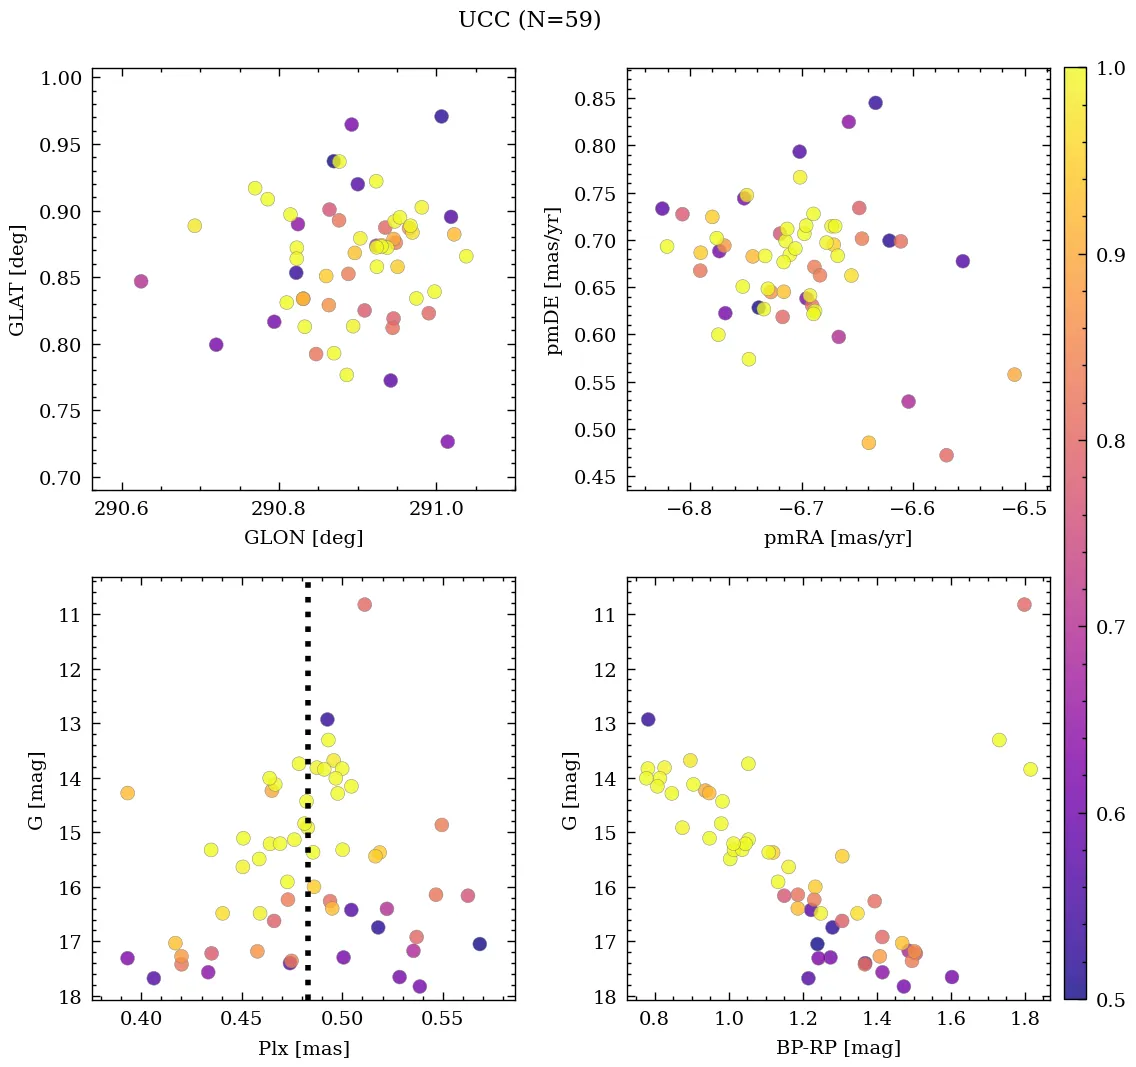 UCC (N=59)
1.00
0.95
0.90
0.85
0.80
0.75
0.70
GLAT [deg]
290.6 290.8 291.0
GLON [deg]
0.85
0.80
0.75
0.70
0.65
0.60
0.55
0.50
0.45
pmDE [mas/yr]
−6.8 −6.7 −6.6 −6.5
pmRA [mas/yr]
11
12
13
14
15
16
17
18
G [mag]
0.40 0.45 0.50 0.55
Plx [mas]
11
12
13
14
15
16
17
18
G [mag]
0.8 1.0 1.2 1.4 1.6 1.8
BP-RP [mag]
1.0
0.9
0.8
0.7
0.6
0.5